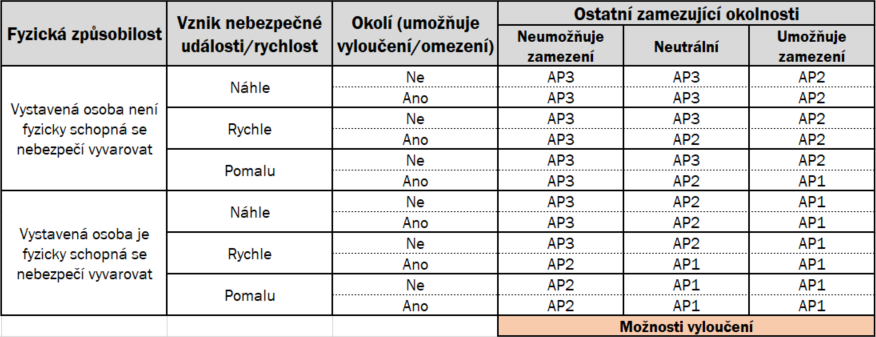 Fyzická způsobilost
Vznik nebezpečné
události/rychlost
Okolí (umožňuje
vyloučení/omezení)
Ostatní zamezující okolnosti
Neumožňuje
zamezení
Neutrální
Umožňuje
zamezení
Vystavená osoba není
fyzicky schopná se
nebezpečí vyvarovat
Náhle
Ne AP3 AP3 AP2
Ano AP3 AP3 AP2
Rychle
Ne AP3 AP3 AP2
Ano AP3 AP2 AP2
Pomalu
Ne AP3 AP3 AP2
Ano AP3 AP2 AP1
Vystavená osoba je
fyzicky schopná se
nebezpečí vyvarovat
Náhle
Ne AP3 AP2 AP1
Ano AP3 AP2 AP1
Rychle
Ne AP3 AP2 AP1
Ano AP2 AP1 AP1
Pomalu
Ne AP2 AP1 AP1
Ano AP2 AP1 AP1
Možnosti vyloučení